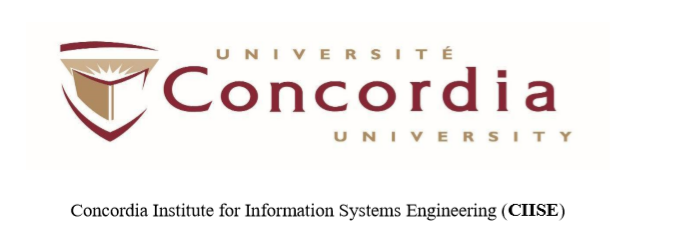 UNIVERSITÉ
Concordia
UNIVERSITY
Concordia Institute for Information Systems Engineering (CIISE)